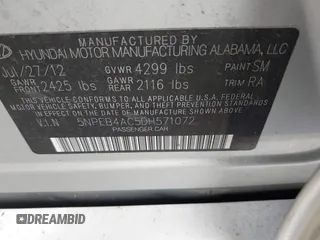 MANUFACTURED BY
HYUNDAI MOTOR MANUFACTURING ALABAMA, LLC
JUL/27/12 GVWR 4299 lbs PAINT SM
GAWR FRONT 2425 lbs GAWR REAR 2116 lbs TRIM RA
THIS VEHICLE CONFORMS TO ALL APPLICABLE
U.S. FEDERAL MOTOR VEHICLE SAFETY, BUMPER, AND
THEFT PREVENTION STANDARDS IN EFFECT ON
THE DATE OF MANUFACTURE SHOWN ABOVE.
V.I.N 5NPEB4AC5DH571072
PASSENGER CAR
DREAMBID